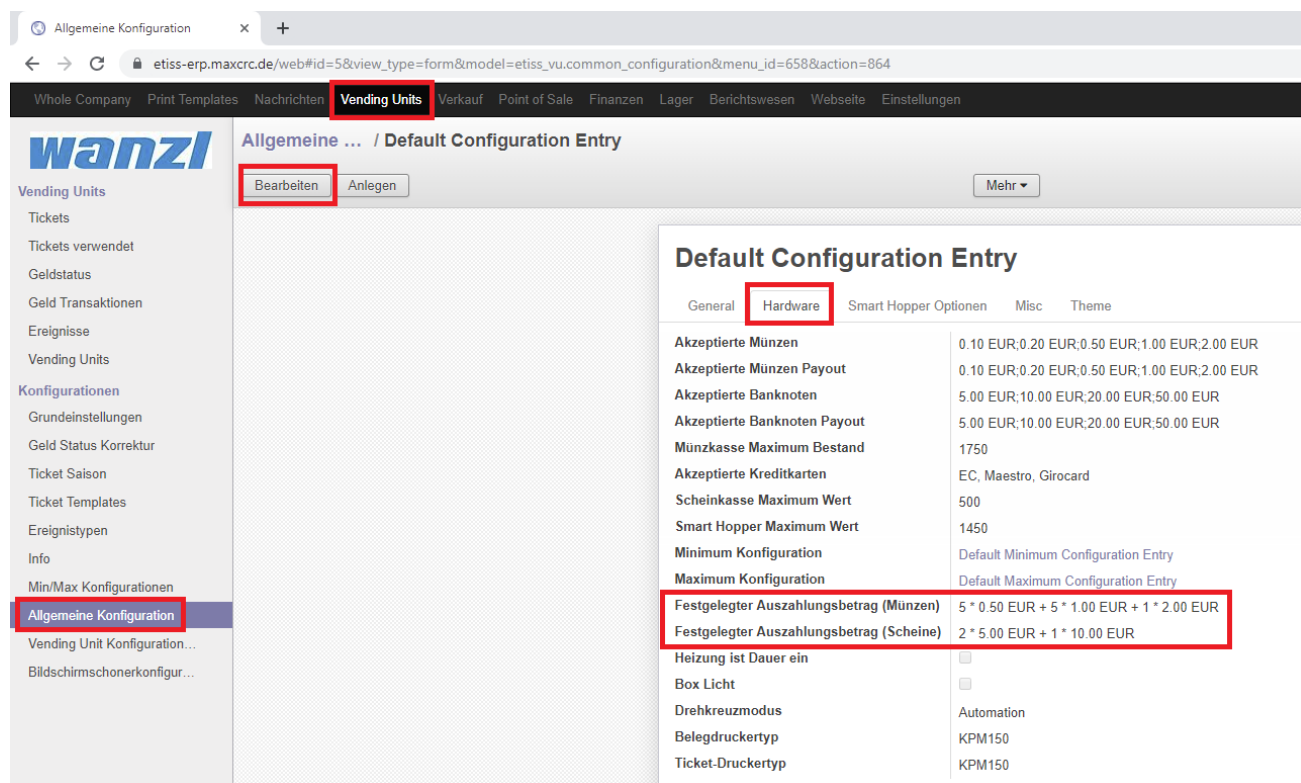 Allgemeine Konfiguration
etiss-erp.maxcrc.de/web#id=5&view_type=form&model=etiss_vu.common_configuration&menu_id=658&action=864
Whole Company Print Templates Nachrichten Vending Units Verkauf Point of Sale Finanzen Lager Berichtswesen Webseite Einstellungen
wanzl
Vending Units
Tickets
Tickets verwendet
Geldstatus
Geld Transaktionen
Ereignisse
Vending Units
Konfigurationen
Grundeinstellungen
Geld Status Korrektur
Ticket Saison
Ticket Templates
Ereignistypen
Info
Min/Max Konfigurationen
Allgemeine Konfiguration
Vending Unit Konfiguration...
Bildschirmschonerkonfigur...
Allgemeine ... / Default Configuration Entry
Bearbeiten Anlegen Mehr
Default Configuration Entry
General Hardware Smart Hopper Optionen Misc Theme
Akzeptierte Münzen 0.10 EUR;0.20 EUR;0.50 EUR;1.00 EUR;2.00 EUR
Akzeptierte Münzen Payout 0.10 EUR;0.20 EUR;0.50 EUR;1.00 EUR;2.00 EUR
Akzeptierte Banknoten 5.00 EUR;10.00 EUR;20.00 EUR;50.00 EUR
Akzeptierte Banknoten Payout 5.00 EUR;10.00 EUR;20.00 EUR;50.00 EUR
Münzkasse Maximum Bestand 1750
Akzeptierte Kreditkarten EC, Maestro, Girocard
Scheinkasse Maximum Wert 500
Smart Hopper Maximum Wert 1450
Minimum Konfiguration Default Minimum Configuration Entry
Maximum Konfiguration Default Maximum Configuration Entry
Festgelegter Auszahlungsbetrag (Münzen) 5 * 0.50 EUR + 5 * 1.00 EUR + 1 * 2.00 EUR
Festgelegter Auszahlungsbetrag (Scheine) 2 * 5.00 EUR + 1 * 10.00 EUR
Heizung ist Dauer ein
Box Licht
Drehkreuzmodus Automation
Belegdruckertyp KPM150
Ticket-Druckertyp KPM150